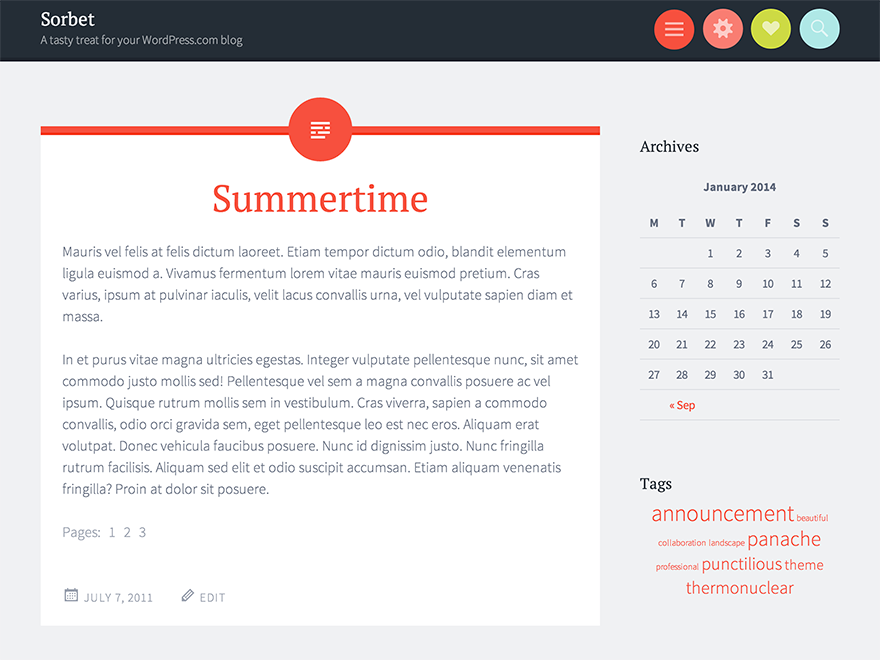 Sorbet
A tasty treat for your WordPress.com blog
Summertime
Mauris vel felis at felis dictum laoreet. Etiam tempor dictum odio, blandit elementum
ligula euismod a. Vivamus fermentum lorem vitae mauris euismod pretium. Cras
varius, ipsum at pulvinar iaculis, velit lacus convallis urna, vel vulputate sapien diam et
massa.
In et purus vitae magna ultricies egestas. Integer vulputate pellentesque nunc, sit amet
commodo justo mollis sed! Pellentesque vel sem a magna convallis posuere ac vel
ipsum. Quisque rutrum mollis sem in vestibulum. Cras viverra, sapien a commodo
convallis, odio orci gravida sem, eget pellentesque leo est nec eros. Aliquam erat
volutpat. Donec vehicula faucibus posuere. Nunc id dignissim justo. Nunc fringilla
rutrum facilisis. Aliquam sed elit et odio suscipit accumsan. Etiam aliquam venenatis
fringilla? Proin at dolor sit posuere.
Pages: 1 2 3
JULY 7, 2011 EDIT
Archives
January 2014
M T W T F S S
1 2 3 4 5
6 7 8 9 10 11 12
13 14 15 16 17 18 19
20 21 22 23 24 25 26
27 28 29 30 31
« Sep
Tags
announcement beautiful
collaboration landscape panache
professional punctilious theme
thermonuclear